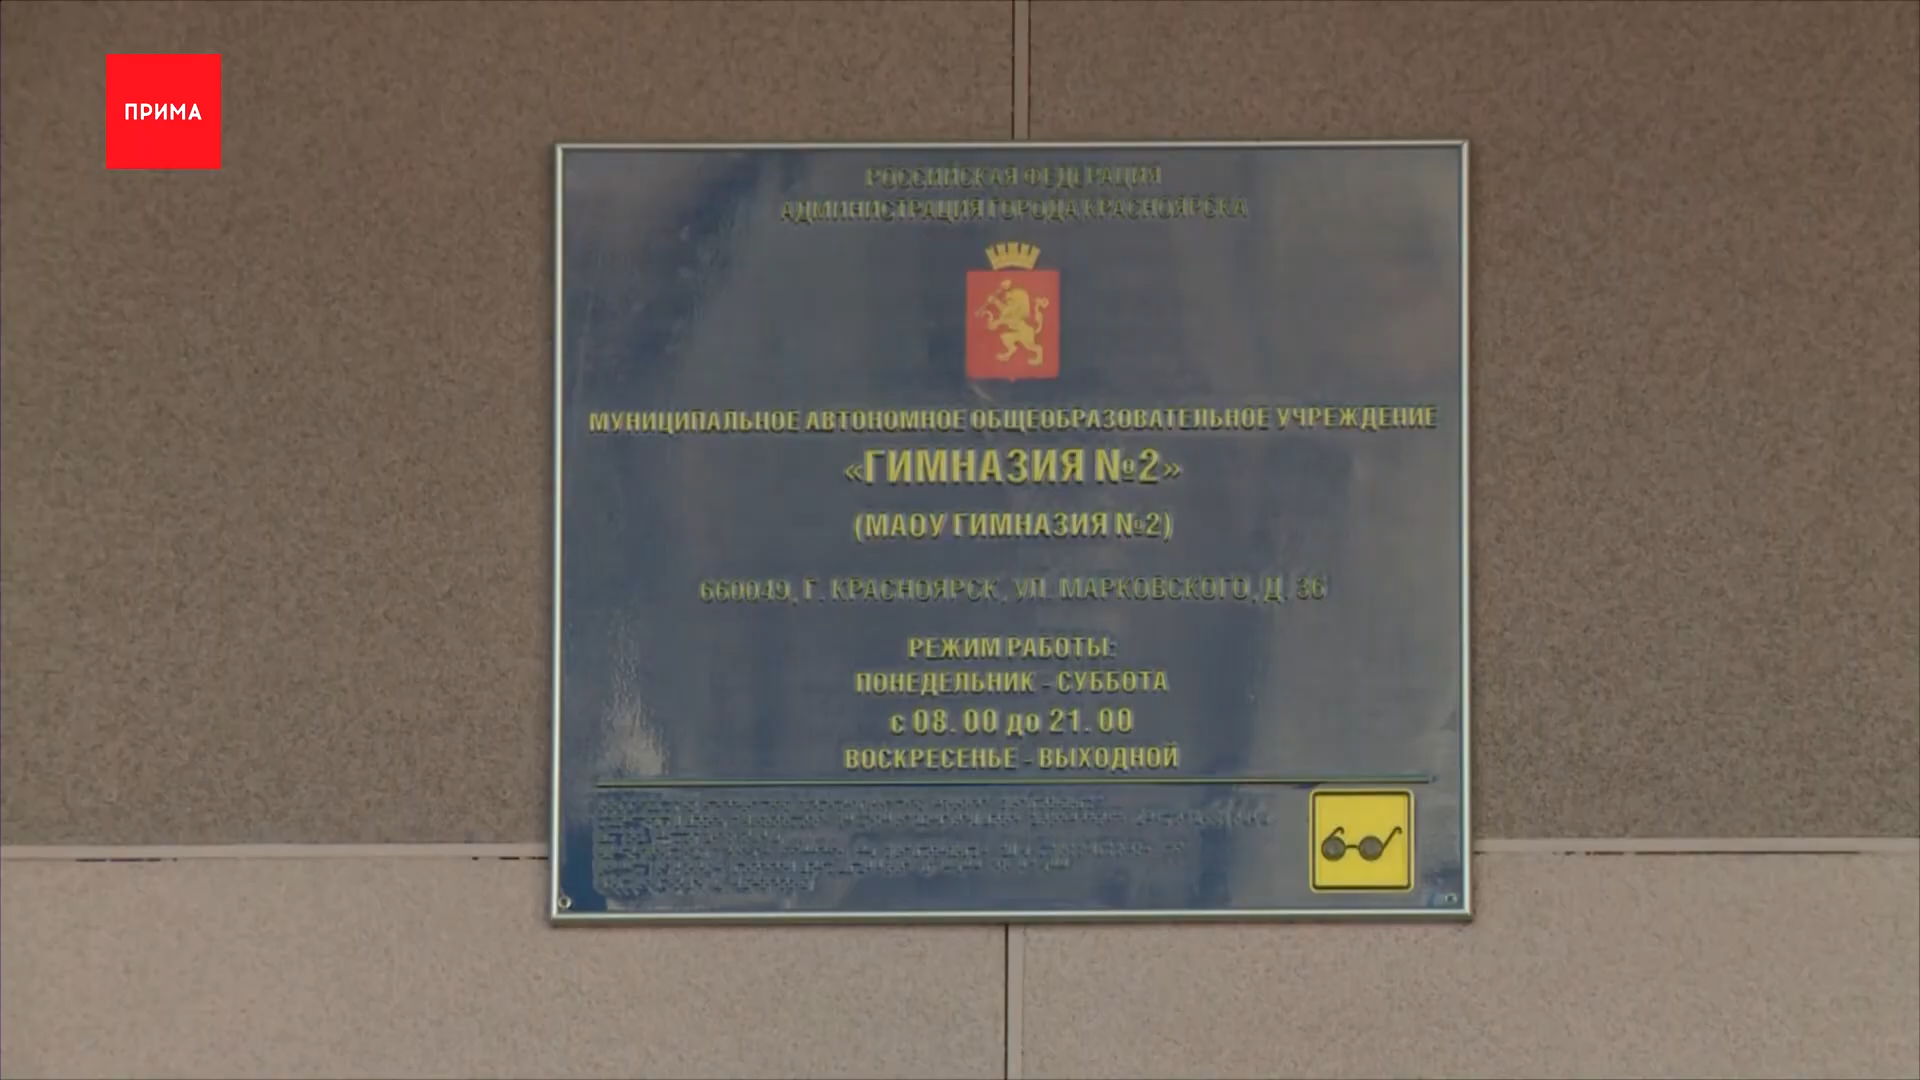 ПРИМА
РОССИЙСКАЯ ФЕДЕРАЦИЯ
АДМИНИСТРАЦИЯ ГОРОДА КРАСНОЯРСКА
МУНИЦИПАЛЬНОЕ АВТОНОМНОЕ ОБЩЕОБРАЗОВАТЕЛЬНОЕ УЧРЕЖДЕНИЕ
«ГИМНАЗИЯ №2»
(МАОУ ГИМНАЗИЯ №2)
660049, Г. КРАСНОЯРСК, УЛ. МАРКОВСКОГО, Д. 36
РЕЖИМ РАБОТЫ:
ПОНЕДЕЛЬНИК - СУББОТА
с 08. 00 до 21. 00
ВОСКРЕСЕНЬЕ - ВЫХОДНОЙ